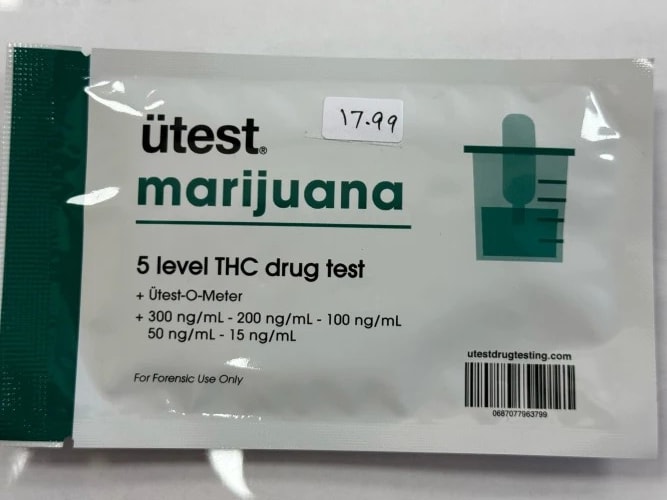 17.99
ütest®
marijuana
5 level THC drug test
+ Ütest-O-Meter
+ 300 ng/mL - 200 ng/mL - 100 ng/mL
50 ng/mL - 15 ng/mL
For Forensic Use Only
utestdrugtesting.com
0687077963799